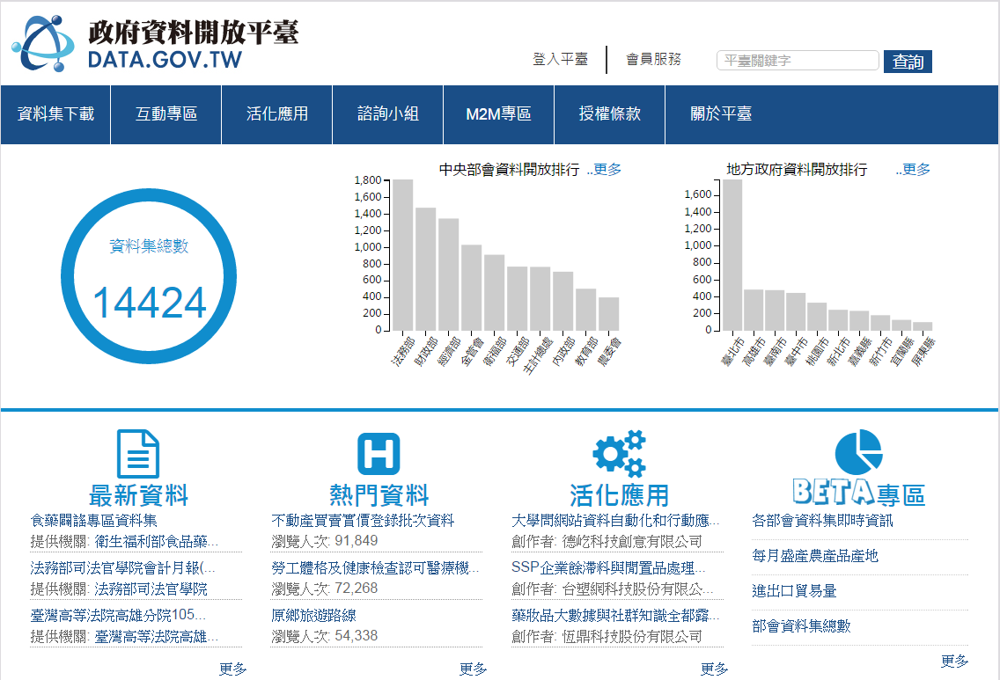 政府資料開放平臺
DATA.GOV.TW
登入平臺
會員服務
平臺關鍵字
查詢
資料集下載
互動專區
活化應用
諮詢小組
M2M專區
授權條款
關於平臺
資料集總數
14424
中央部會資料開放排行 ..更多
1,800
1,600
1,400
1,200
1,000
800
600
400
200
0
法務部
財政部
經濟部
金管會
衛福部
交通部
主計總處
內政部
教育部
農委會
地方政府資料開放排行 ..更多
1,600
1,400
1,200
1,000
800
600
400
200
0
臺北市
高雄市
臺南市
臺中市
桃園市
新北市
嘉義縣
新竹市
宜蘭縣
屏東縣
最新資料
食藥闢謠專區資料集
提供機關: 衛生福利部食品藥...
法務部司法官學院會計月報(...
提供機關: 法務部司法官學院
臺灣高等法院高雄分院105...
提供機關: 臺灣高等法院高雄...
更多
熱門資料
不動產買賣實價登錄批次資料
瀏覽人次: 91,849
勞工體格及健康檢查認可醫療機...
瀏覽人次: 72,268
原鄉旅遊路線
瀏覽人次: 54,338
更多
活化應用
大學問網站資料自動化和行動應...
創作者: 德屹科技創意有限公司
SSP企業餘滯料與閒置品處理...
創作者: 台塑網科技股份有限公...
藥妝品大數據與社群知識全都露...
創作者: 恆鼎科技股份有限公司
更多
BETA專區
各部會資料集即時資訊
每月盛產農產品產地
進出口貿易量
部會資料集總數
更多